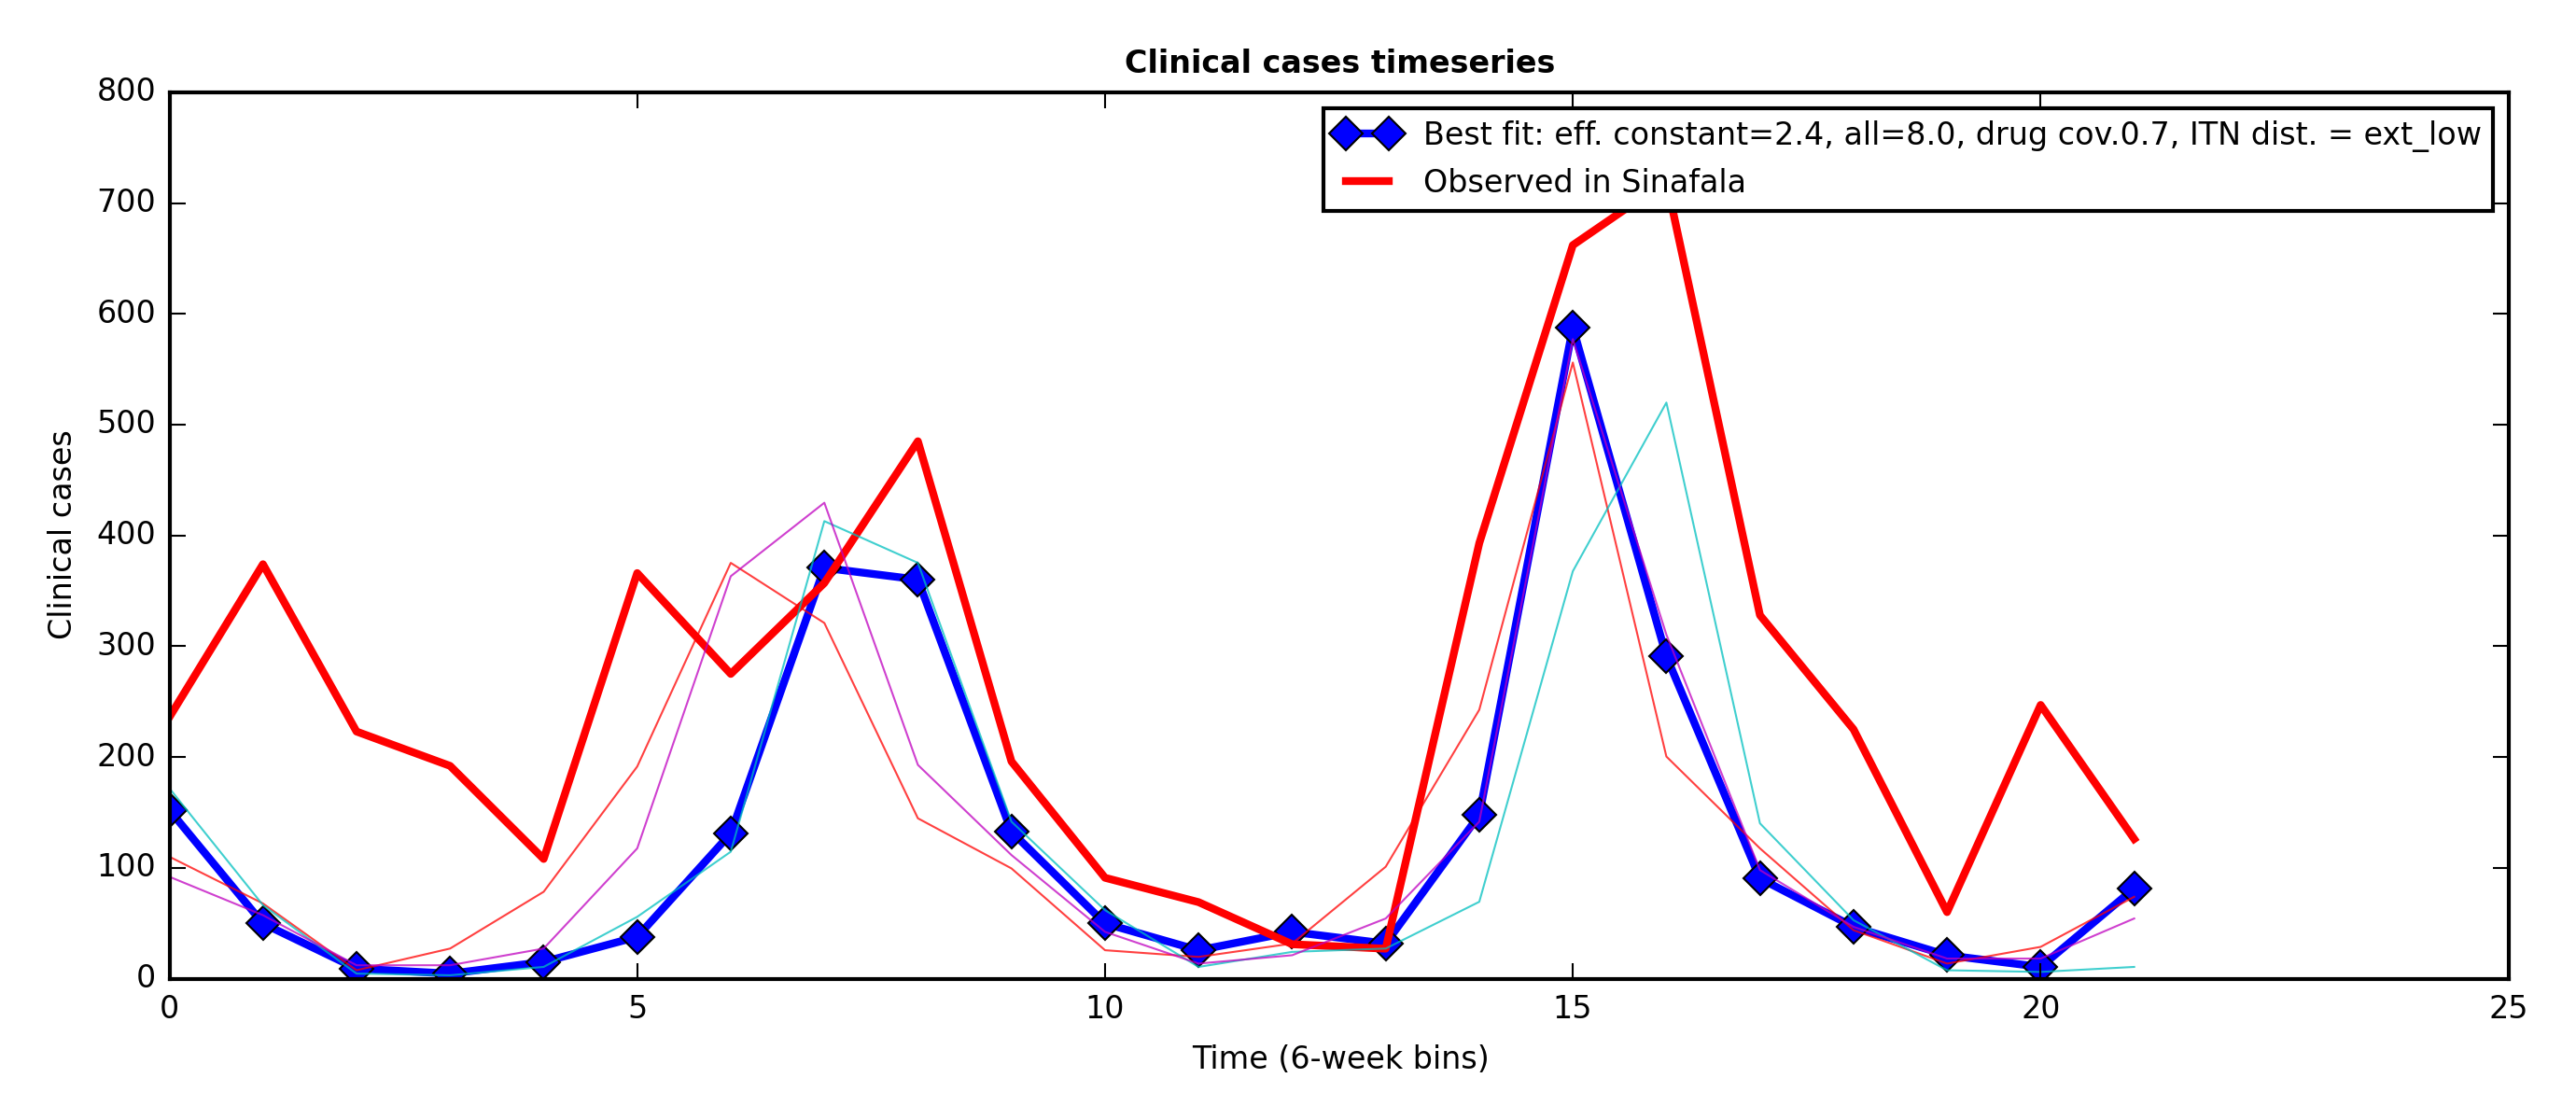 Clinical cases timeseries
Best fit: eff. constant=2.4, all=8.0, drug cov.0.7, ITN dist. = ext_low
Observed in Sinafala
Clinical cases
800
700
600
500
400
300
200
100
0
0 5 10 15 20 25
Time (6-week bins)